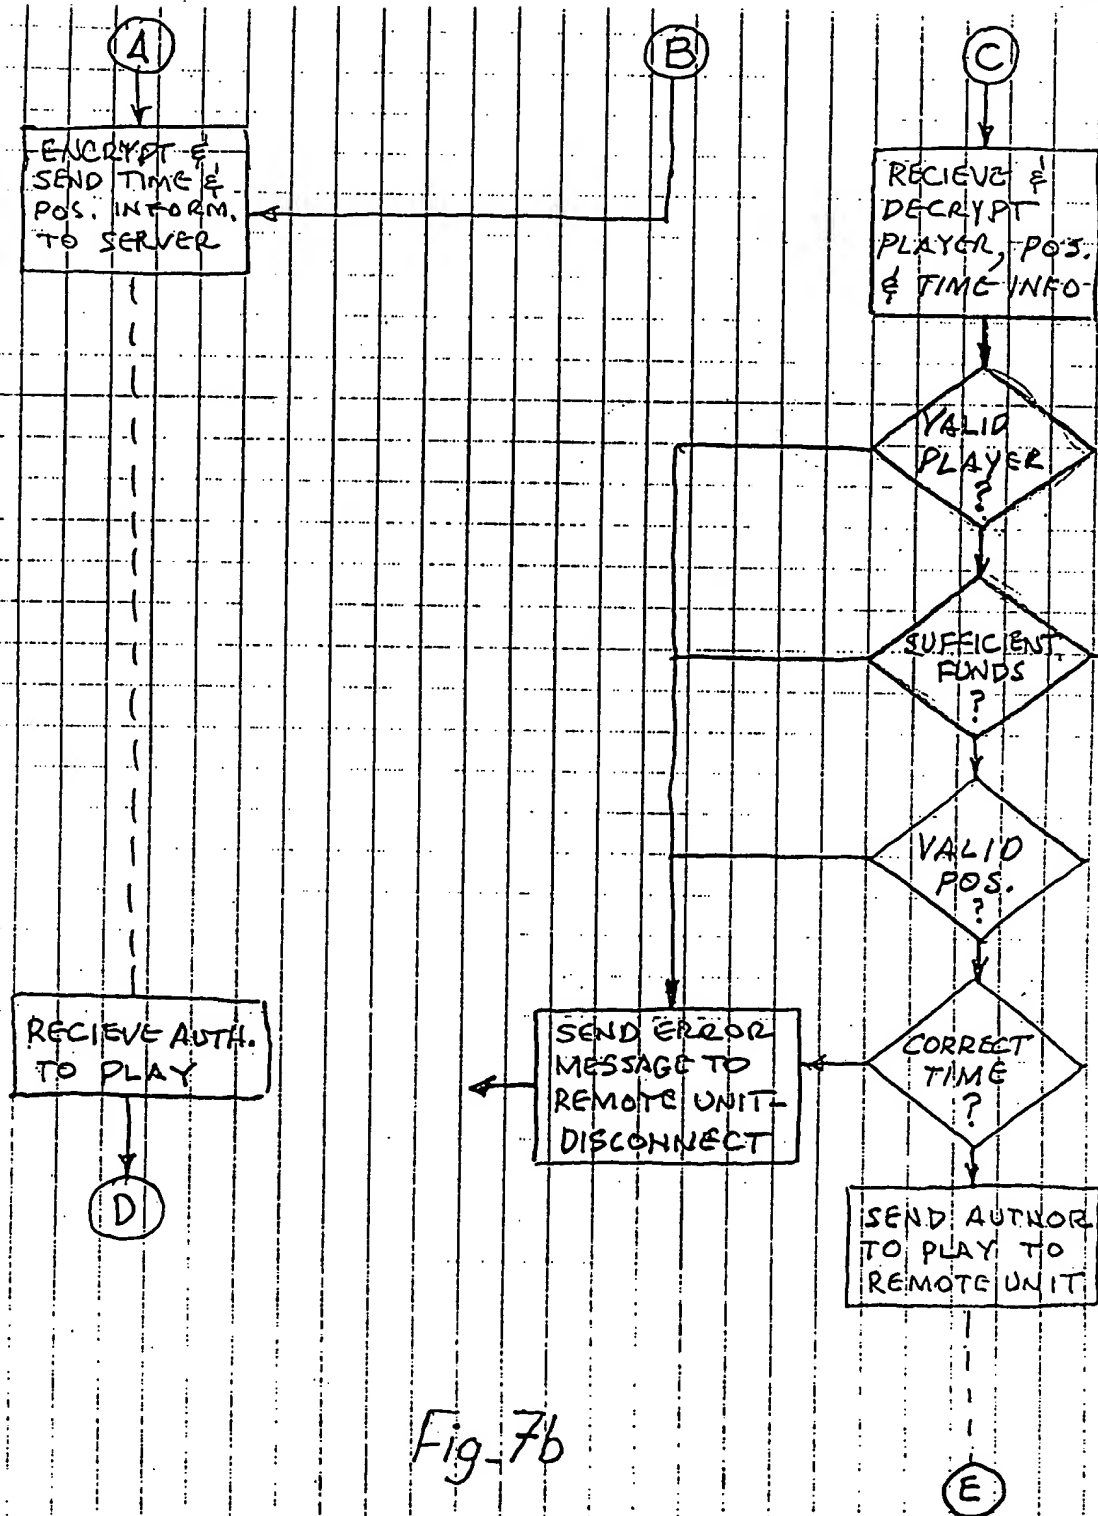 A
B
C
ENCRYPT &
SEND TIME &
POS. INFORM.
TO SERVER
RECIEVE &
DECRYPT
PLAYER, POS.
& TIME INFO
VALID
PLAYER
?
SUFFICIENT
FUNDS
?
VALID
POS.
?
CORRECT
TIME
?
RECIEVE AUTH.
TO PLAY
SEND ERROR
MESSAGE TO
REMOTE UNIT-
DISCONNECT
D
SEND AUTHOR
TO PLAY TO
REMOTE UNIT
Fig_7b
E